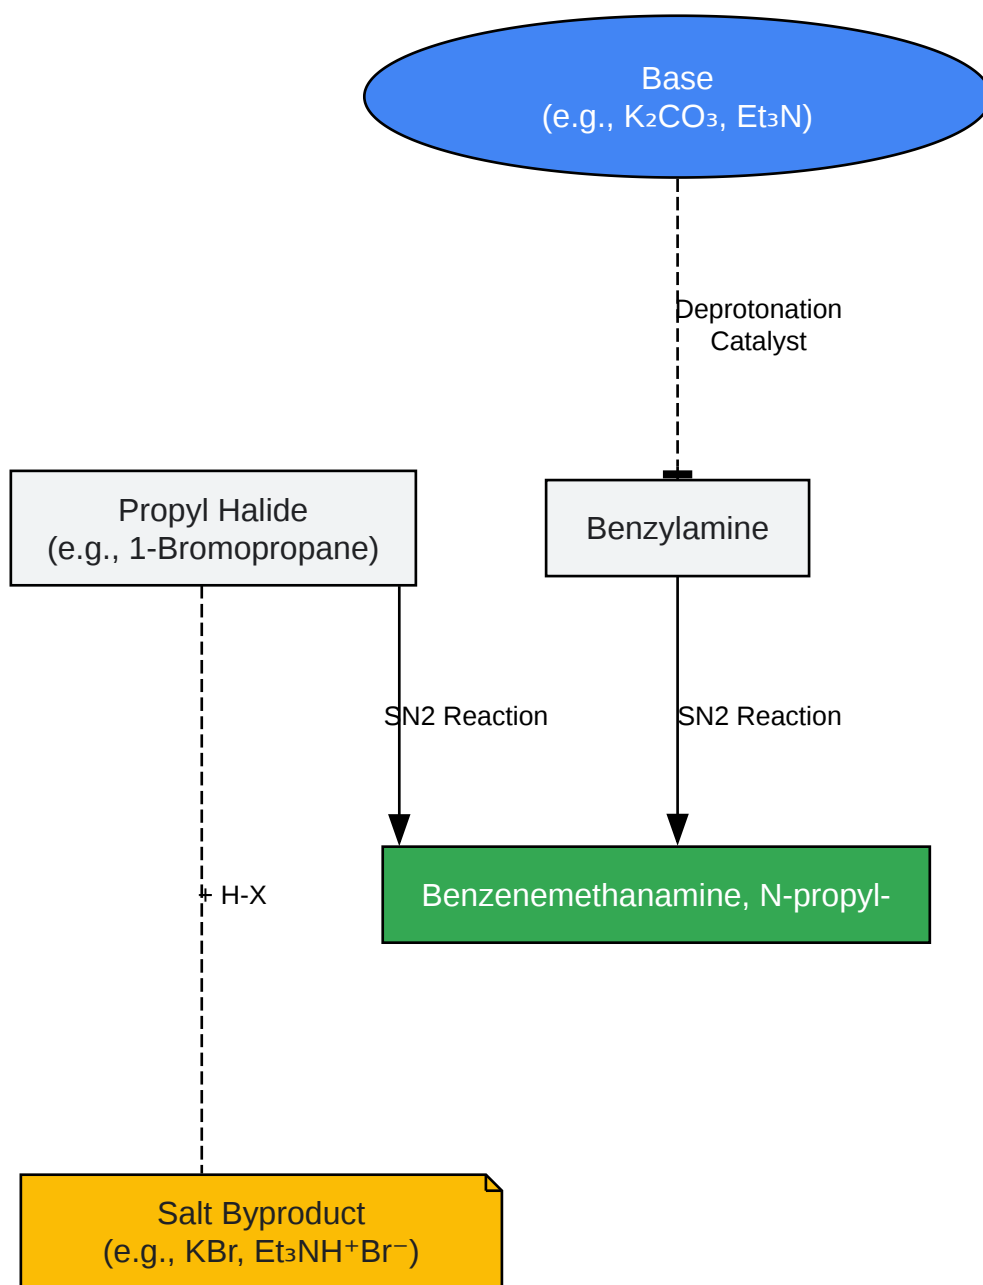 Base
(e.g., K₂CO₃, Et₃N)
Deprotonation
Catalyst
Propyl Halide
(e.g., 1-Bromopropane)
Benzylamine
SN2 Reaction
SN2 Reaction
+ H-X
Benzenemethanamine, N-propyl-
Salt Byproduct
(e.g., KBr, Et₃NH⁺Br⁻)